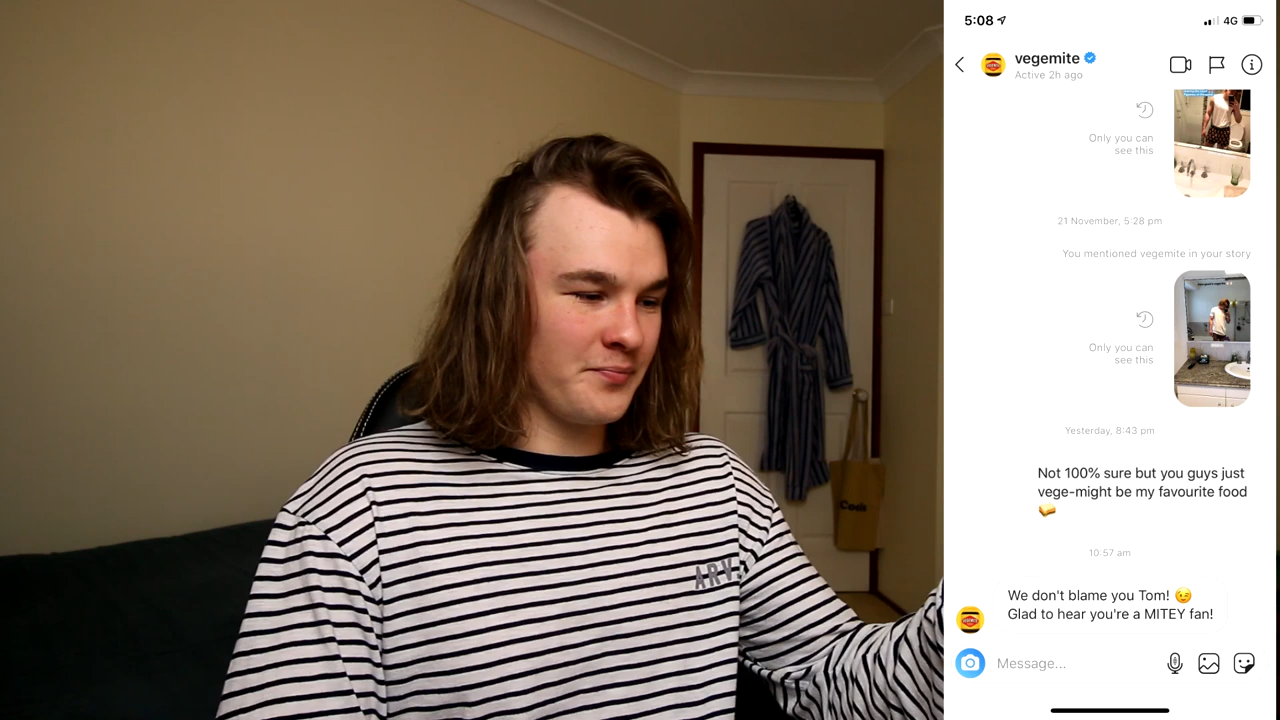 5:08
4G
vegemite
Active 2h ago
Only you can
see this
21 November, 5:28 pm
You mentioned vegemite in your story
Only you can
see this
Yesterday, 8:43 pm
Not 100% sure but you guys just
vege-might be my favourite food
🍞
10:57 am
We don't blame you Tom! 😉
Glad to hear you're a MITEY fan!
Message...
ARV
Coles